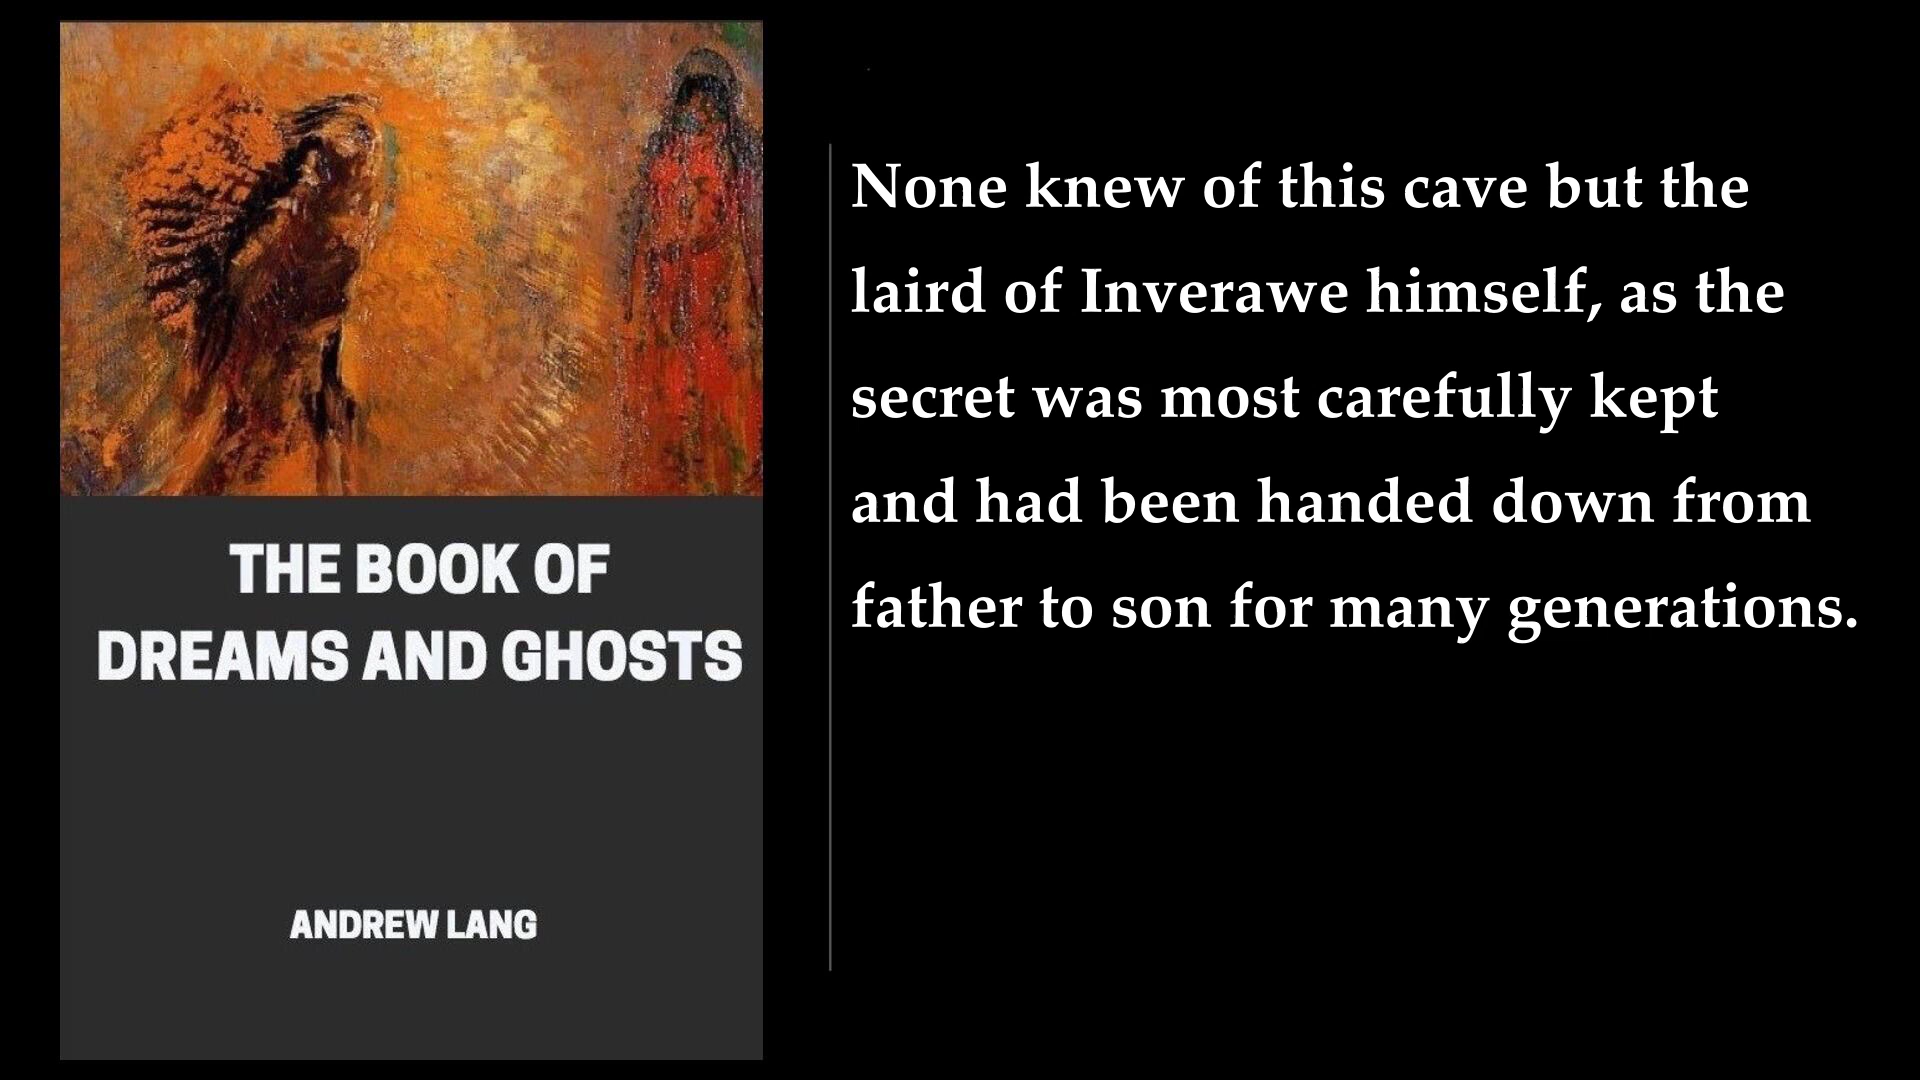 THE BOOK OF
DREAMS AND GHOSTS
ANDREW LANG
None knew of this cave but the
laird of Inverawe himself, as the
secret was most carefully kept
and had been handed down from
father to son for many generations.